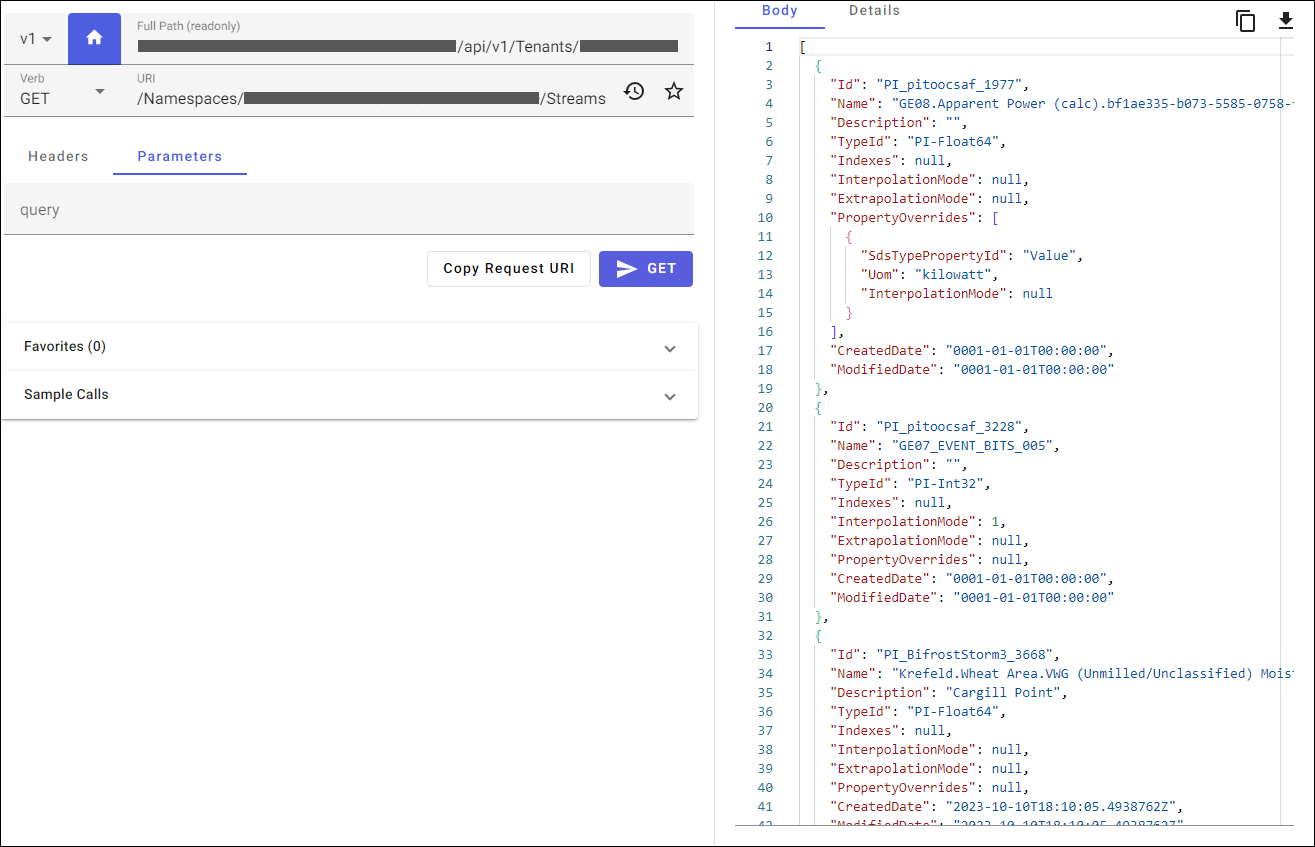 v1
Full Path (readonly)
/api/v1/Tenants/
Verb
GET
URI
/Namespaces/ /Streams
Headers
Parameters
query
Copy Request URI
GET
Favorites (0)
Sample Calls
Body
Details
1 [
2 {
3 "Id": "PI_pitoocsaf_1977",
4 "Name": "GE08.Apparent Power (calc).bf1ae335-b073-5585-0758-
5 "Description": "",
6 "TypeId": "PI-Float64",
7 "Indexes": null,
8 "InterpolationMode": null,
9 "ExtrapolationMode": null,
10 "PropertyOverrides": [
11 {
12 "SdsTypePropertyId": "Value",
13 "Uom": "kilowatt",
14 "InterpolationMode": null
15 }
16 ],
17 "CreatedDate": "0001-01-01T00:00:00",
18 "ModifiedDate": "0001-01-01T00:00:00"
19 },
20 {
21 "Id": "PI_pitoocsaf_3228",
22 "Name": "GE07_EVENT_BITS_005",
23 "Description": "",
24 "TypeId": "PI-Int32",
25 "Indexes": null,
26 "InterpolationMode": 1,
27 "ExtrapolationMode": null,
28 "PropertyOverrides": null,
29 "CreatedDate": "0001-01-01T00:00:00",
30 "ModifiedDate": "0001-01-01T00:00:00"
31 },
32 {
33 "Id": "PI_BifrostStorm3_3668",
34 "Name": "Krefeld.Wheat Area.VWG (Unmilled/Unclassified) Mois
35 "Description": "Cargill Point",
36 "TypeId": "PI-Float64",
37 "Indexes": null,
38 "InterpolationMode": null,
39 "ExtrapolationMode": null,
40 "PropertyOverrides": null,
41 "CreatedDate": "2023-10-10T18:10:05.4938762Z",
42 "ModifiedDate": "2023-10-10T18:10:05.4938762Z"